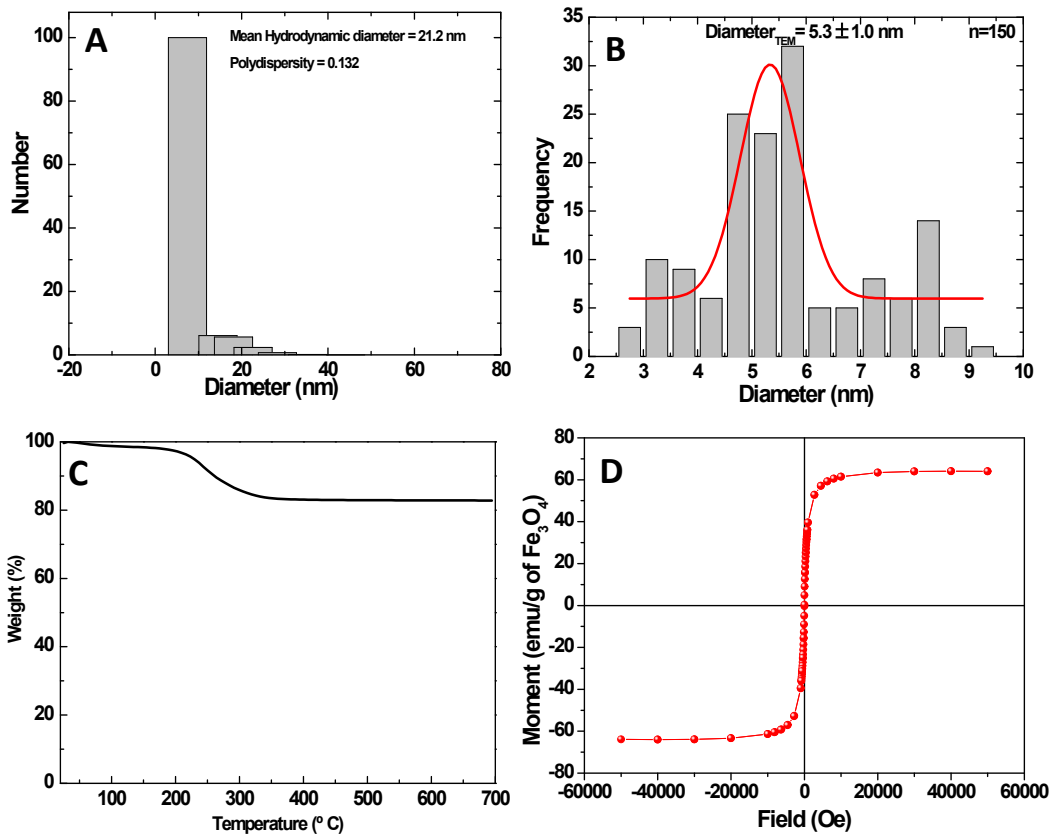 A
Mean Hydrodynamic diameter = 21.2 nm
Polydispersity = 0.132
100
80
60
40
20
0
Number
-20 0 20 40 60 80
Diameter (nm)
B
Diameter_TEM = 5.3 ± 1.0 nm n=150
35
30
25
20
15
10
5
0
Frequency
2 3 4 5 6 7 8 9 10
Diameter (nm)
C
100
80
60
40
20
0
Weight (%)
100 200 300 400 500 600 700
Temperature (º C)
D
80
60
40
20
0
-20
-40
-60
-80
Moment (emu/g of Fe₃O₄)
-60000 -40000 -20000 0 20000 40000 60000
Field (Oe)